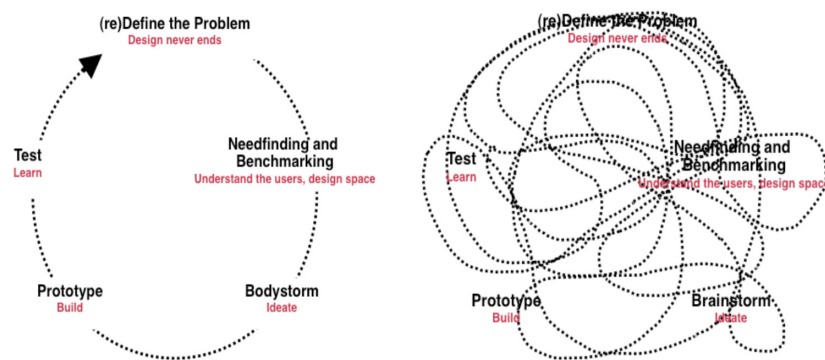 (re)Define the Problem
Design never ends
Test
Learn
Needfinding and
Benchmarking
Understand the users, design space
Prototype
Build
Bodystorm
Ideate
(re)Define the Problem
Design never ends
Test
Learn
Needfinding and
Benchmarking
Understand the users, design space
Prototype
Build
Brainstorm
Ideate